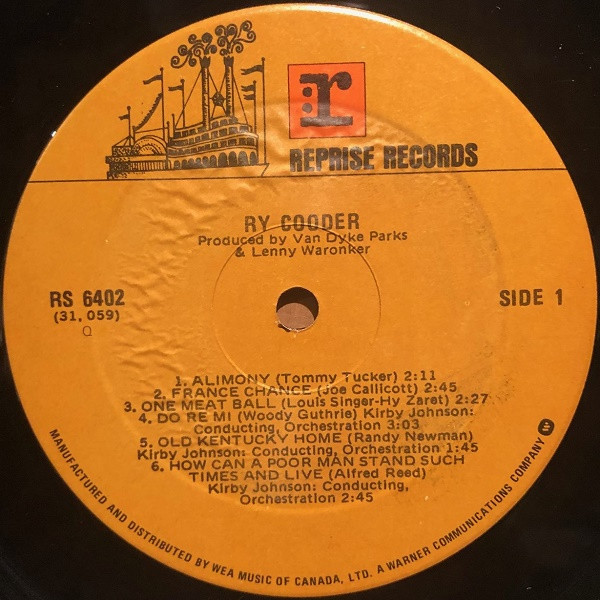 r
REPRISE RECORDS
RY COODER
Produced by Van Dyke Parks
& Lenny Waronker
RS 6402
(31, 059)
Q
SIDE 1
1. ALIMONY (Tommy Tucker) 2:11
2. FRANCE CHANCE (Joe Callicott) 2:45
3. ONE MEAT BALL (Louis Singer-Hy Zaret) 2:27
4. DO RE MI (Woody Guthrie) Kirby Johnson:
Conducting, Orchestration 3:03
5. OLD KENTUCKY HOME (Randy Newman)
Kirby Johnson: Conducting, Orchestration 1:45
6. HOW CAN A POOR MAN STAND SUCH
TIMES AND LIVE (Alfred Reed)
Kirby Johnson: Conducting,
Orchestration 2:45
MANUFACTURED AND DISTRIBUTED BY WEA MUSIC OF CANADA, LTD. A WARNER COMMUNICATIONS COMPANY